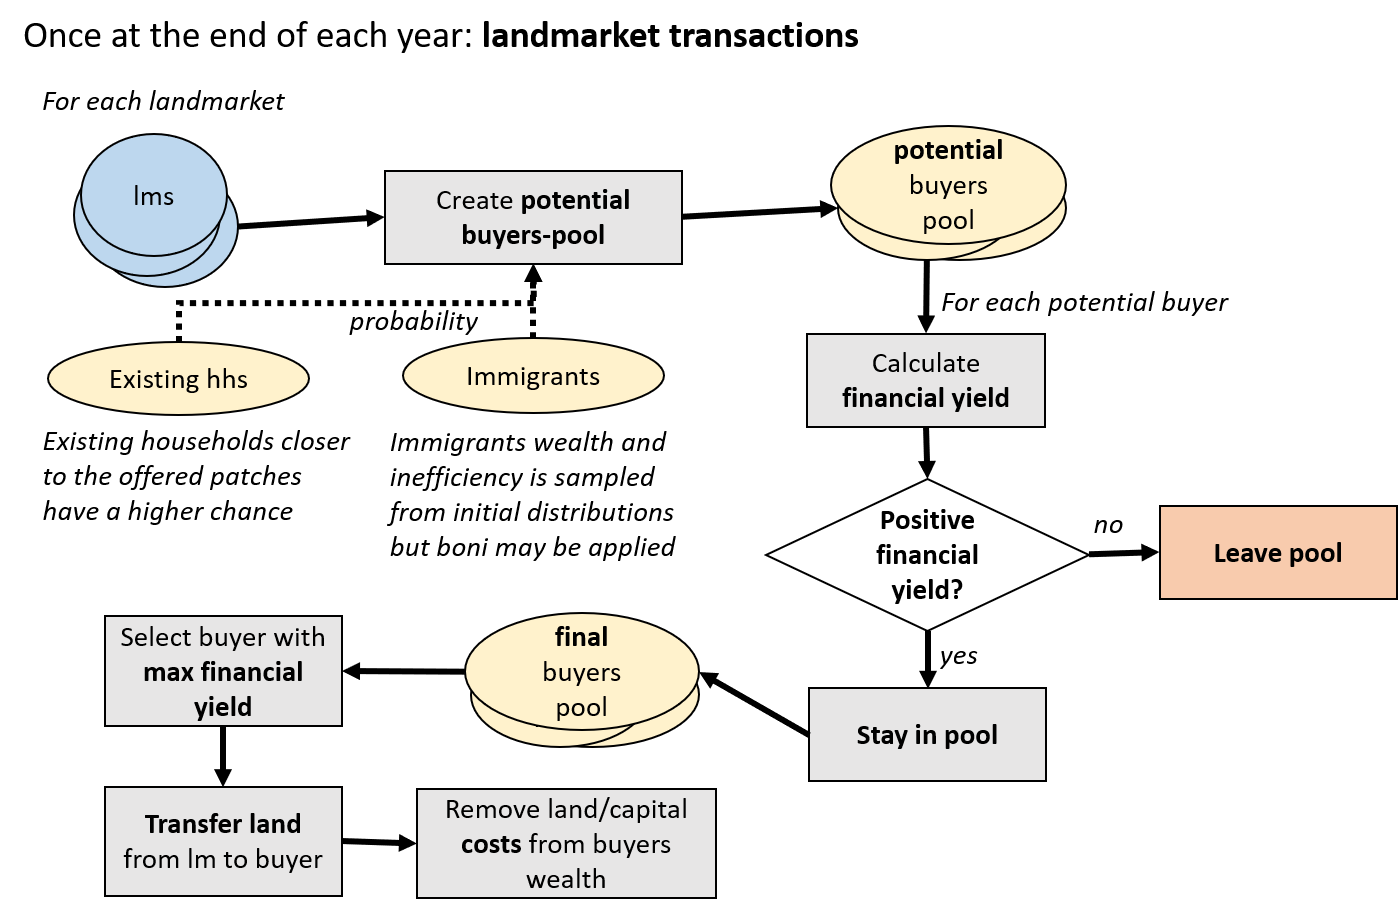 Once at the end of each year: landmarket transactions
For each landmarket
lms
Create potential
buyers-pool
potential
buyers
pool
probability
For each potential buyer
Existing hhs
Immigrants
Calculate
financial yield
Existing households closer
to the offered patches
have a higher chance
Immigrants wealth and
inefficiency is sampled
from initial distributions
but boni may be applied
Positive
financial
yield?
no
Leave pool
yes
Stay in pool
final
buyers
pool
Select buyer with
max financial
yield
Transfer land
from lm to buyer
Remove land/capital
costs from buyers
wealth